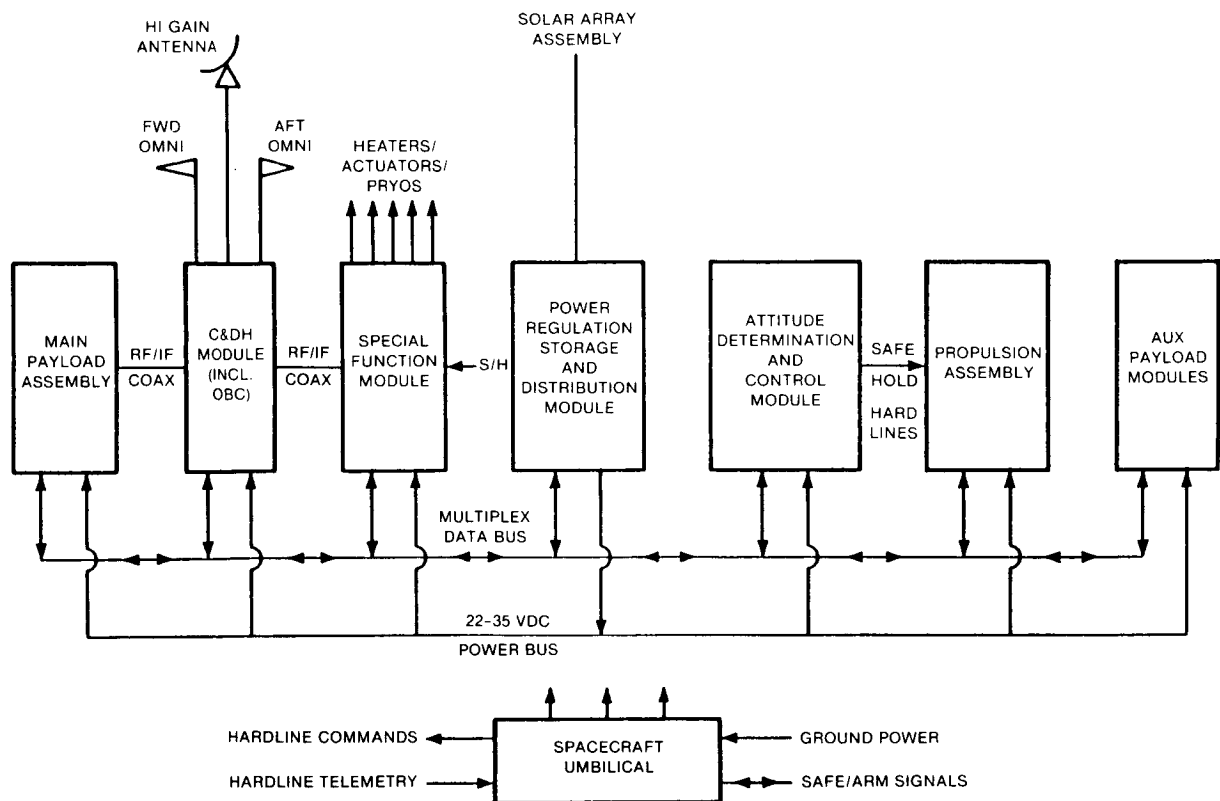 HI GAIN
ANTENNA
SOLAR ARRAY
ASSEMBLY
FWD
OMNI
AFT
OMNI
HEATERS/
ACTUATORS/
PRYOS
MAIN
PAYLOAD
ASSEMBLY
RF/IF
COAX
C&DH
MODULE
(INCL.
OBC)
RF/IF
COAX
SPECIAL
FUNCTION
MODULE
S/H
POWER
REGULATION
STORAGE
AND
DISTRIBUTION
MODULE
ATTITUDE
DETERMINATION
AND
CONTROL
MODULE
SAFE
HOLD
HARD
LINES
PROPULSION
ASSEMBLY
AUX
PAYLOAD
MODULES
MULTIPLEX
DATA BUS
22-35 VDC
POWER BUS
HARDLINE COMMANDS
HARDLINE TELEMETRY
SPACECRAFT
UMBILICAL
GROUND POWER
SAFE/ARM SIGNALS